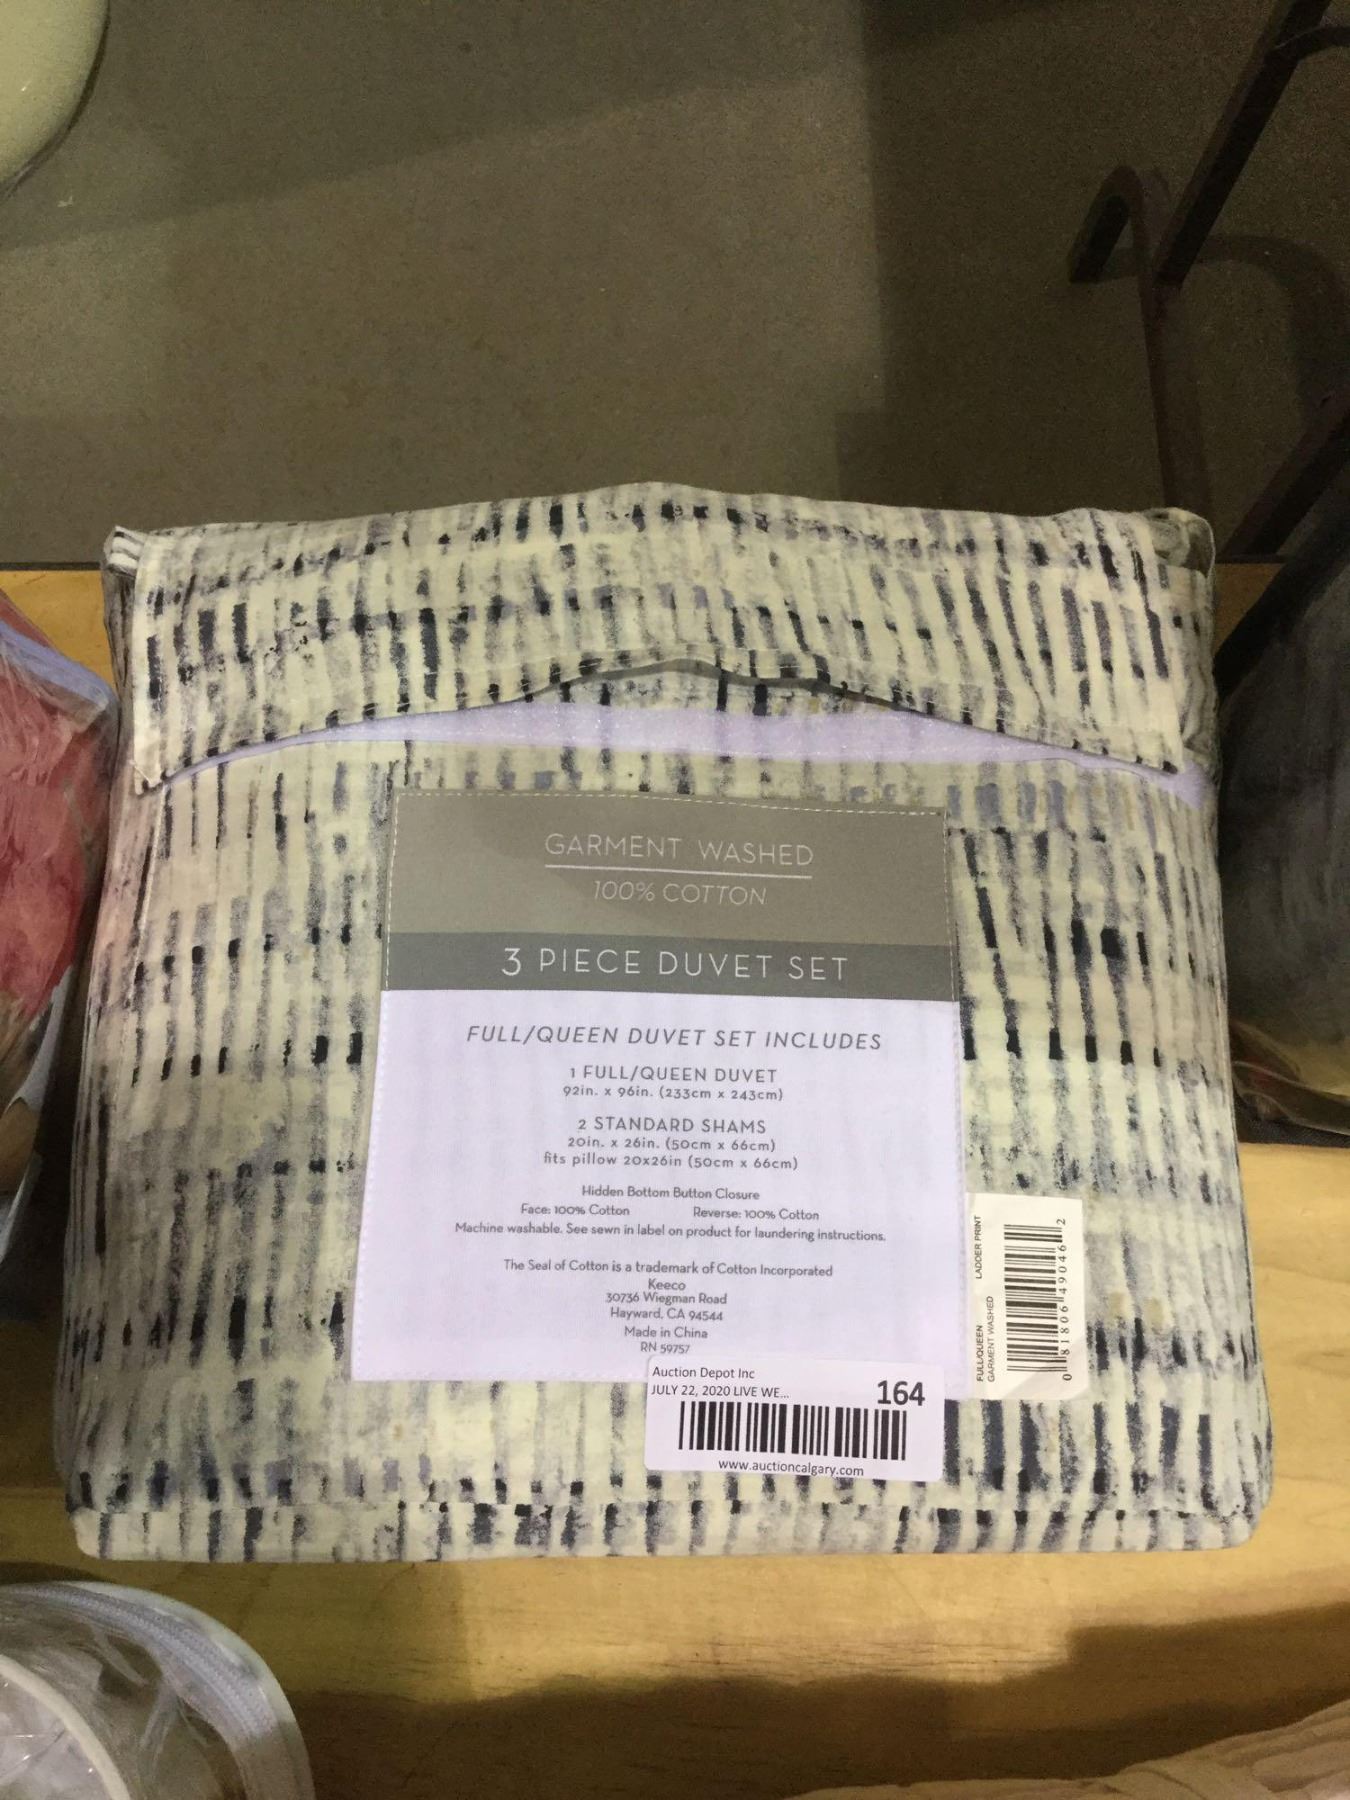 GARMENT WASHED
100% COTTON
3 PIECE DUVET SET
FULL/QUEEN DUVET SET INCLUDES
1 FULL/QUEEN DUVET
92in. x 96in. (233cm x 243cm)
2 STANDARD SHAMS
20in. x 26in. (50cm x 66cm)
fits pillow 20x26in (50cm x 66cm)
Hidden Bottom Button Closure
Face: 100% Cotton Reverse: 100% Cotton
Machine washable. See sewn in label on product for laundering instructions.
The Seal of Cotton is a trademark of Cotton Incorporated
Keeco
30736 Wiegman Road
Hayward, CA 94544
Made in China
RN 59757
FULL/QUEEN LADDER PRINT
GARMENT WASHED
0 81806 49046 2
Auction Depot Inc
JULY 22, 2020 LIVE WE... 164
www.auctioncalgary.com